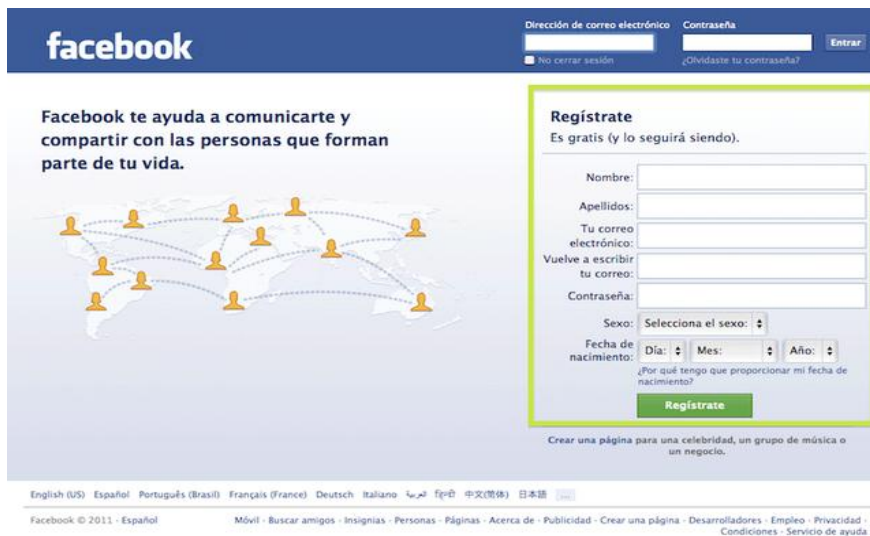 facebook
Dirección de correo electrónico
Contraseña
Entrar
No cerrar sesión
¿Olvidaste tu contraseña?
Facebook te ayuda a comunicarte y
compartir con las personas que forman
parte de tu vida.
Regístrate
Es gratis (y lo seguirá siendo).
Nombre:
Apellidos:
Tu correo
electrónico:
Vuelve a escribir
tu correo:
Contraseña:
Sexo: Selecciona el sexo:
Fecha de
nacimiento:
Día: Mes: Año:
¿Por qué tengo que proporcionar mi fecha de
nacimiento?
Regístrate
Crear una página para una celebridad, un grupo de música o
un negocio.
English (US) Español Português (Brasil) Français (France) Deutsch Italiano العربية हिन्दी 中文(简体) 日本語 ...
Facebook © 2011 · Español
Móvil · Buscar amigos · Insignias · Personas · Páginas · Acerca de · Publicidad · Crear una página · Desarrolladores · Empleo · Privacidad ·
Condiciones · Servicio de ayuda